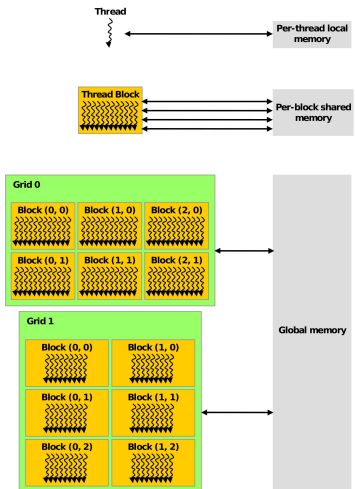 Thread
Per-thread local
memory
Thread Block
Per-block shared
memory
Grid 0
Block (0, 0) Block (1, 0) Block (2, 0)
Block (0, 1) Block (1, 1) Block (2, 1)
Grid 1
Block (0, 0) Block (1, 0)
Block (0, 1) Block (1, 1)
Block (0, 2) Block (1, 2)
Global memory